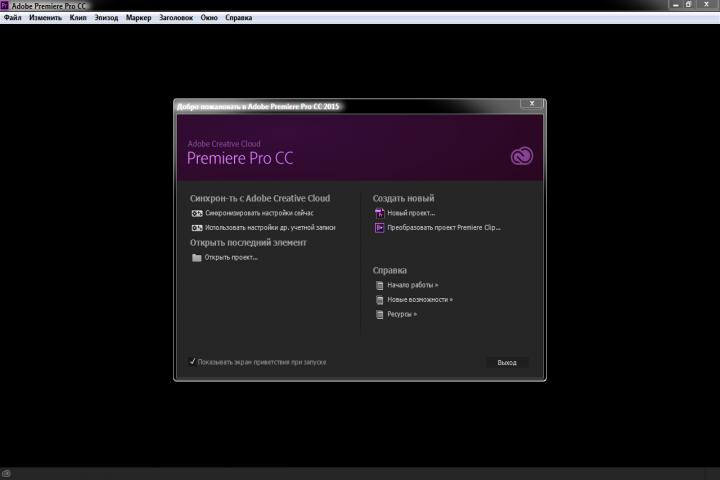 Adobe Premiere Pro CC
Файл Изменить Клип Эпизод Маркер Заголовок Окно Справка
Добро пожаловать в Adobe Premiere Pro CC 2015
Adobe Creative Cloud
Premiere Pro CC
Синхрон-ть с Adobe Creative Cloud
Синхронизировать настройки сейчас
Использовать настройки др. учетной записи
Открыть последний элемент
Открыть проект...
Создать новый
Новый проект...
Преобразовать проект Premiere Clip...
Справка
Начало работы »
Новые возможности »
Ресурсы »
Показывать экран приветствия при запуске
Выход